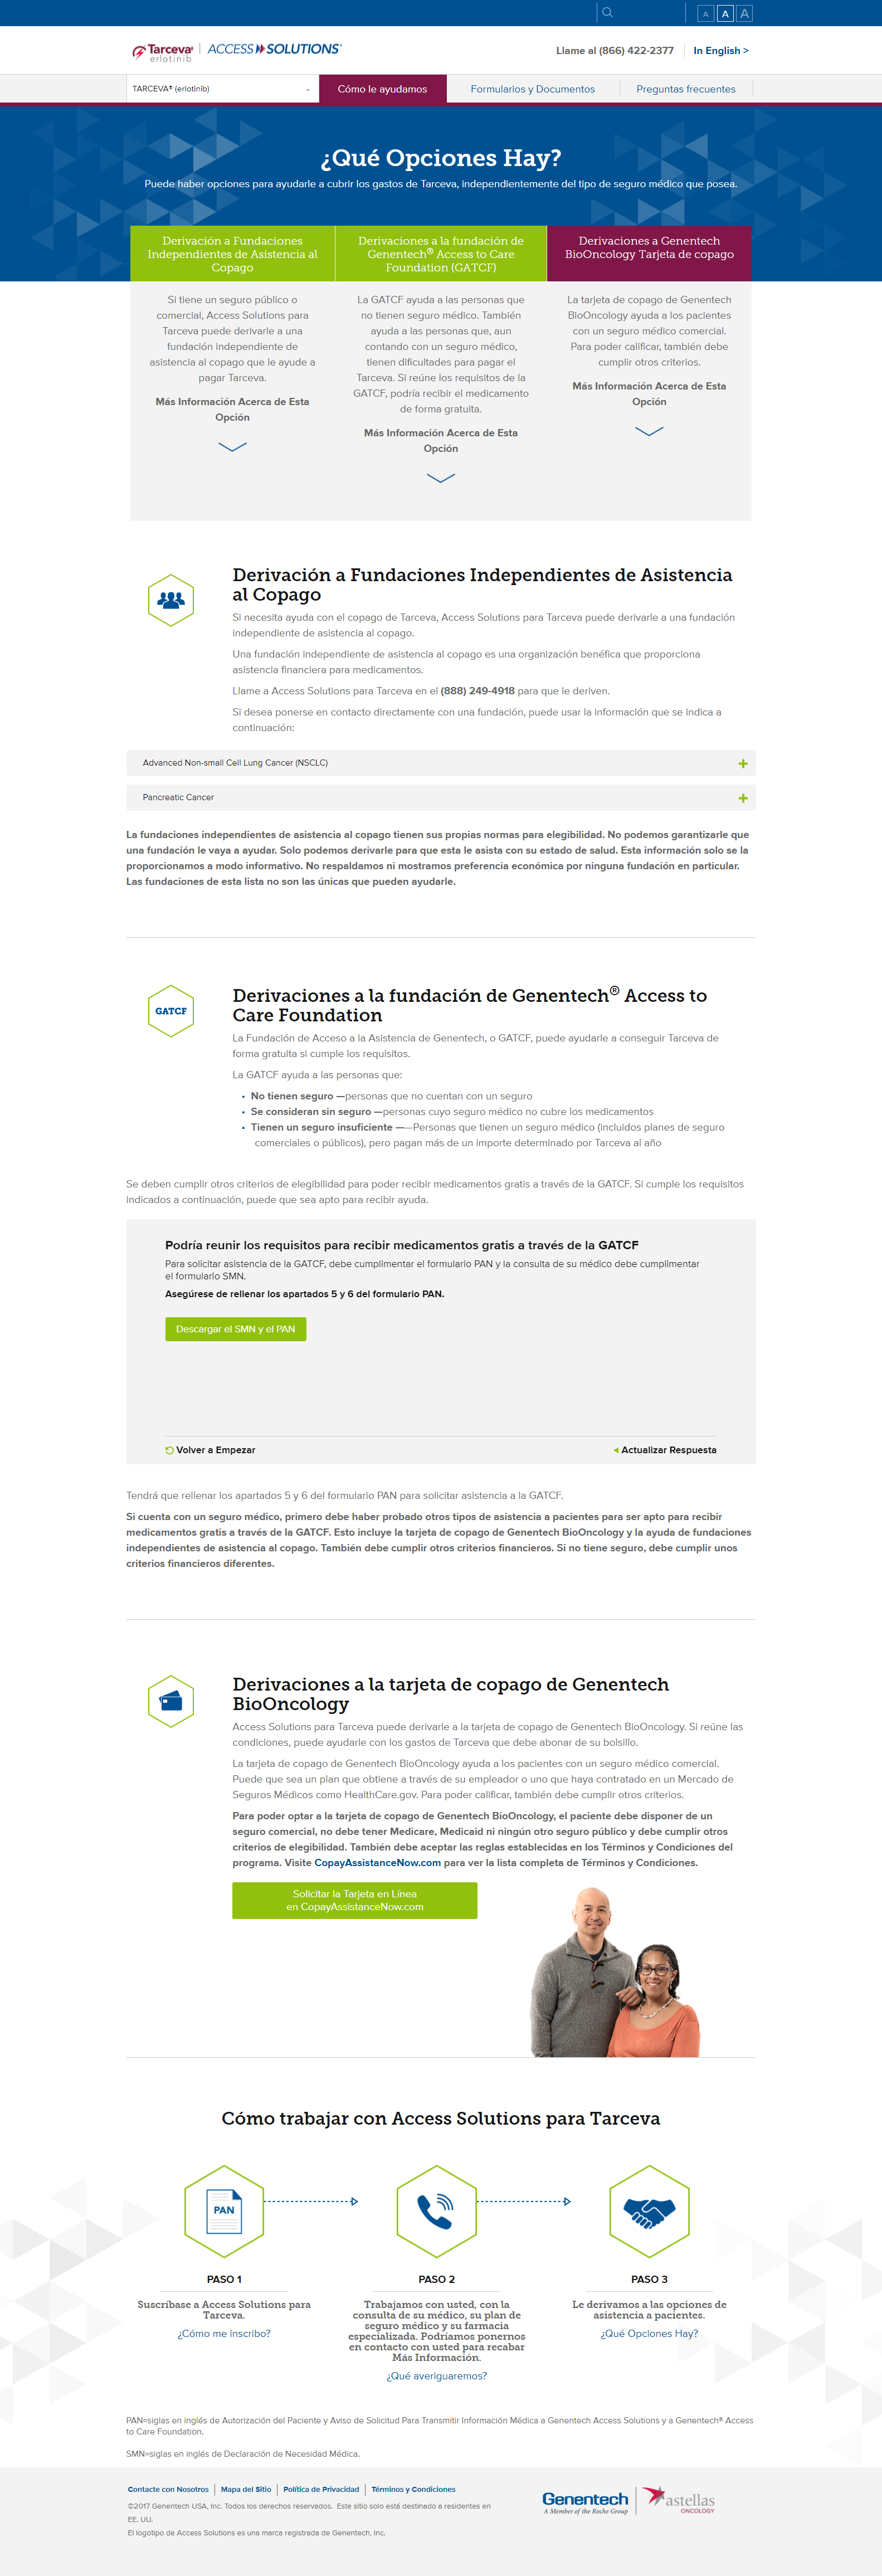 A A A
Tarceva®
erlotinib
ACCESS SOLUTIONS®
Llame al (866) 422-2377
In English >
TARCEVA® (erlotinib)
Cómo le ayudamos
Formularios y Documentos
Preguntas frecuentes
¿Qué Opciones Hay?
Puede haber opciones para ayudarle a cubrir los gastos de Tarceva, independientemente del tipo de seguro médico que posea.
Derivación a Fundaciones
Independientes de Asistencia al
Copago
Si tiene un seguro público o
comercial, Access Solutions para
Tarceva puede derivarle a una
fundación independiente de
asistencia al copago que le ayude a
pagar Tarceva.
Más Información Acerca de Esta
Opción
Derivaciones a la fundación de
Genentech® Access to Care
Foundation (GATCF)
La GATCF ayuda a las personas que
no tienen seguro médico. También
ayuda a las personas que, aun
contando con un seguro médico,
tienen dificultades para pagar el
Tarceva. Si reúne los requisitos de la
GATCF, podría recibir el medicamento
de forma gratuita.
Más Información Acerca de Esta
Opción
Derivaciones a Genentech
BioOncology Tarjeta de copago
La tarjeta de copago de Genentech
BioOncology ayuda a los pacientes
con un seguro médico comercial.
Para poder calificar, también debe
cumplir otros criterios.
Más Información Acerca de Esta
Opción
Derivación a Fundaciones Independientes de Asistencia
al Copago
Si necesita ayuda con el copago de Tarceva, Access Solutions para Tarceva puede derivarle a una fundación
independiente de asistencia al copago.
Una fundación independiente de asistencia al copago es una organización benéfica que proporciona
asistencia financiera para medicamentos.
Llame a Access Solutions para Tarceva en el (888) 249-4918 para que le deriven.
Si desea ponerse en contacto directamente con una fundación, puede usar la información que se indica a
continuación:
Advanced Non-small Cell Lung Cancer (NSCLC)
Pancreatic Cancer
La fundaciones independientes de asistencia al copago tienen sus propias normas para elegibilidad. No podemos garantizarle que
una fundación le vaya a ayudar. Solo podemos derivarle para que esta le asista con su estado de salud. Esta información solo se la
proporcionamos a modo informativo. No respaldamos ni mostramos preferencia económica por ninguna fundación en particular.
Las fundaciones de esta lista no son las únicas que pueden ayudarle.
GATCF
Derivaciones a la fundación de Genentech® Access to
Care Foundation
La Fundación de Acceso a la Asistencia de Genentech, o GATCF, puede ayudarle a conseguir Tarceva de
forma gratuita si cumple los requisitos.
La GATCF ayuda a las personas que:
• No tienen seguro —personas que no cuentan con un seguro
• Se consideran sin seguro —personas cuyo seguro médico no cubre los medicamentos
• Tienen un seguro insuficiente ——Personas que tienen un seguro médico (incluidos planes de seguro
comerciales o públicos), pero pagan más de un importe determinado por Tarceva al año
Se deben cumplir otros criterios de elegibilidad para poder recibir medicamentos gratis a través de la GATCF. Si cumple los requisitos
indicados a continuación, puede que sea apto para recibir ayuda.
Podría reunir los requisitos para recibir medicamentos gratis a través de la GATCF
Para solicitar asistencia de la GATCF, debe cumplimentar el formulario PAN y la consulta de su médico debe cumplimentar
el formulario SMN.
Asegúrese de rellenar los apartados 5 y 6 del formulario PAN.
Descargar el SMN y el PAN
Volver a Empezar
Actualizar Respuesta
Tendrá que rellenar los apartados 5 y 6 del formulario PAN para solicitar asistencia a la GATCF.
Si cuenta con un seguro médico, primero debe haber probado otros tipos de asistencia a pacientes para ser apto para recibir
medicamentos gratis a través de la GATCF. Esto incluye la tarjeta de copago de Genentech BioOncology y la ayuda de fundaciones
independientes de asistencia al copago. También debe cumplir otros criterios financieros. Si no tiene seguro, debe cumplir unos
criterios financieros diferentes.
Derivaciones a la tarjeta de copago de Genentech
BioOncology
Access Solutions para Tarceva puede derivarle a la tarjeta de copago de Genentech BioOncology. Si reúne las
condiciones, puede ayudarle con los gastos de Tarceva que debe abonar de su bolsillo.
La tarjeta de copago de Genentech BioOncology ayuda a los pacientes con un seguro médico comercial.
Puede que sea un plan que obtiene a través de su empleador o uno que haya contratado en un Mercado de
Seguros Médicos como HealthCare.gov. Para poder calificar, también debe cumplir otros criterios.
Para poder optar a la tarjeta de copago de Genentech BioOncology, el paciente debe disponer de un
seguro comercial, no debe tener Medicare, Medicaid ni ningún otro seguro público y debe cumplir otros
criterios de elegibilidad. También debe aceptar las reglas establecidas en los Términos y Condiciones del
programa. Visite CopayAssistanceNow.com para ver la lista completa de Términos y Condiciones.
Solicitar la Tarjeta en Línea
en CopayAssistanceNow.com
Cómo trabajar con Access Solutions para Tarceva
PAN
PASO 1
Suscríbase a Access Solutions para
Tarceva.
¿Cómo me inscribo?
PASO 2
Trabajamos con usted, con la
consulta de su médico, su plan de
seguro médico y su farmacia
especializada. Podríamos ponernos
en contacto con usted para recabar
Más Información.
¿Qué averiguaremos?
PASO 3
Le derivamos a las opciones de
asistencia a pacientes.
¿Qué Opciones Hay?
PAN=siglas en inglés de Autorización del Paciente y Aviso de Solicitud Para Transmitir Información Médica a Genentech Access Solutions y a Genentech® Access
to Care Foundation.
SMN=siglas en inglés de Declaración de Necesidad Médica.
Contacte con Nosotros
Mapa del Sitio
Política de Privacidad
Términos y Condiciones
©2017 Genentech USA, Inc. Todos los derechos reservados. Este sitio solo está destinado a residentes en
EE. UU.
El logotipo de Access Solutions es una marca registrada de Genentech, Inc.
Genentech
A Member of the Roche Group
astellas
ONCOLOGY